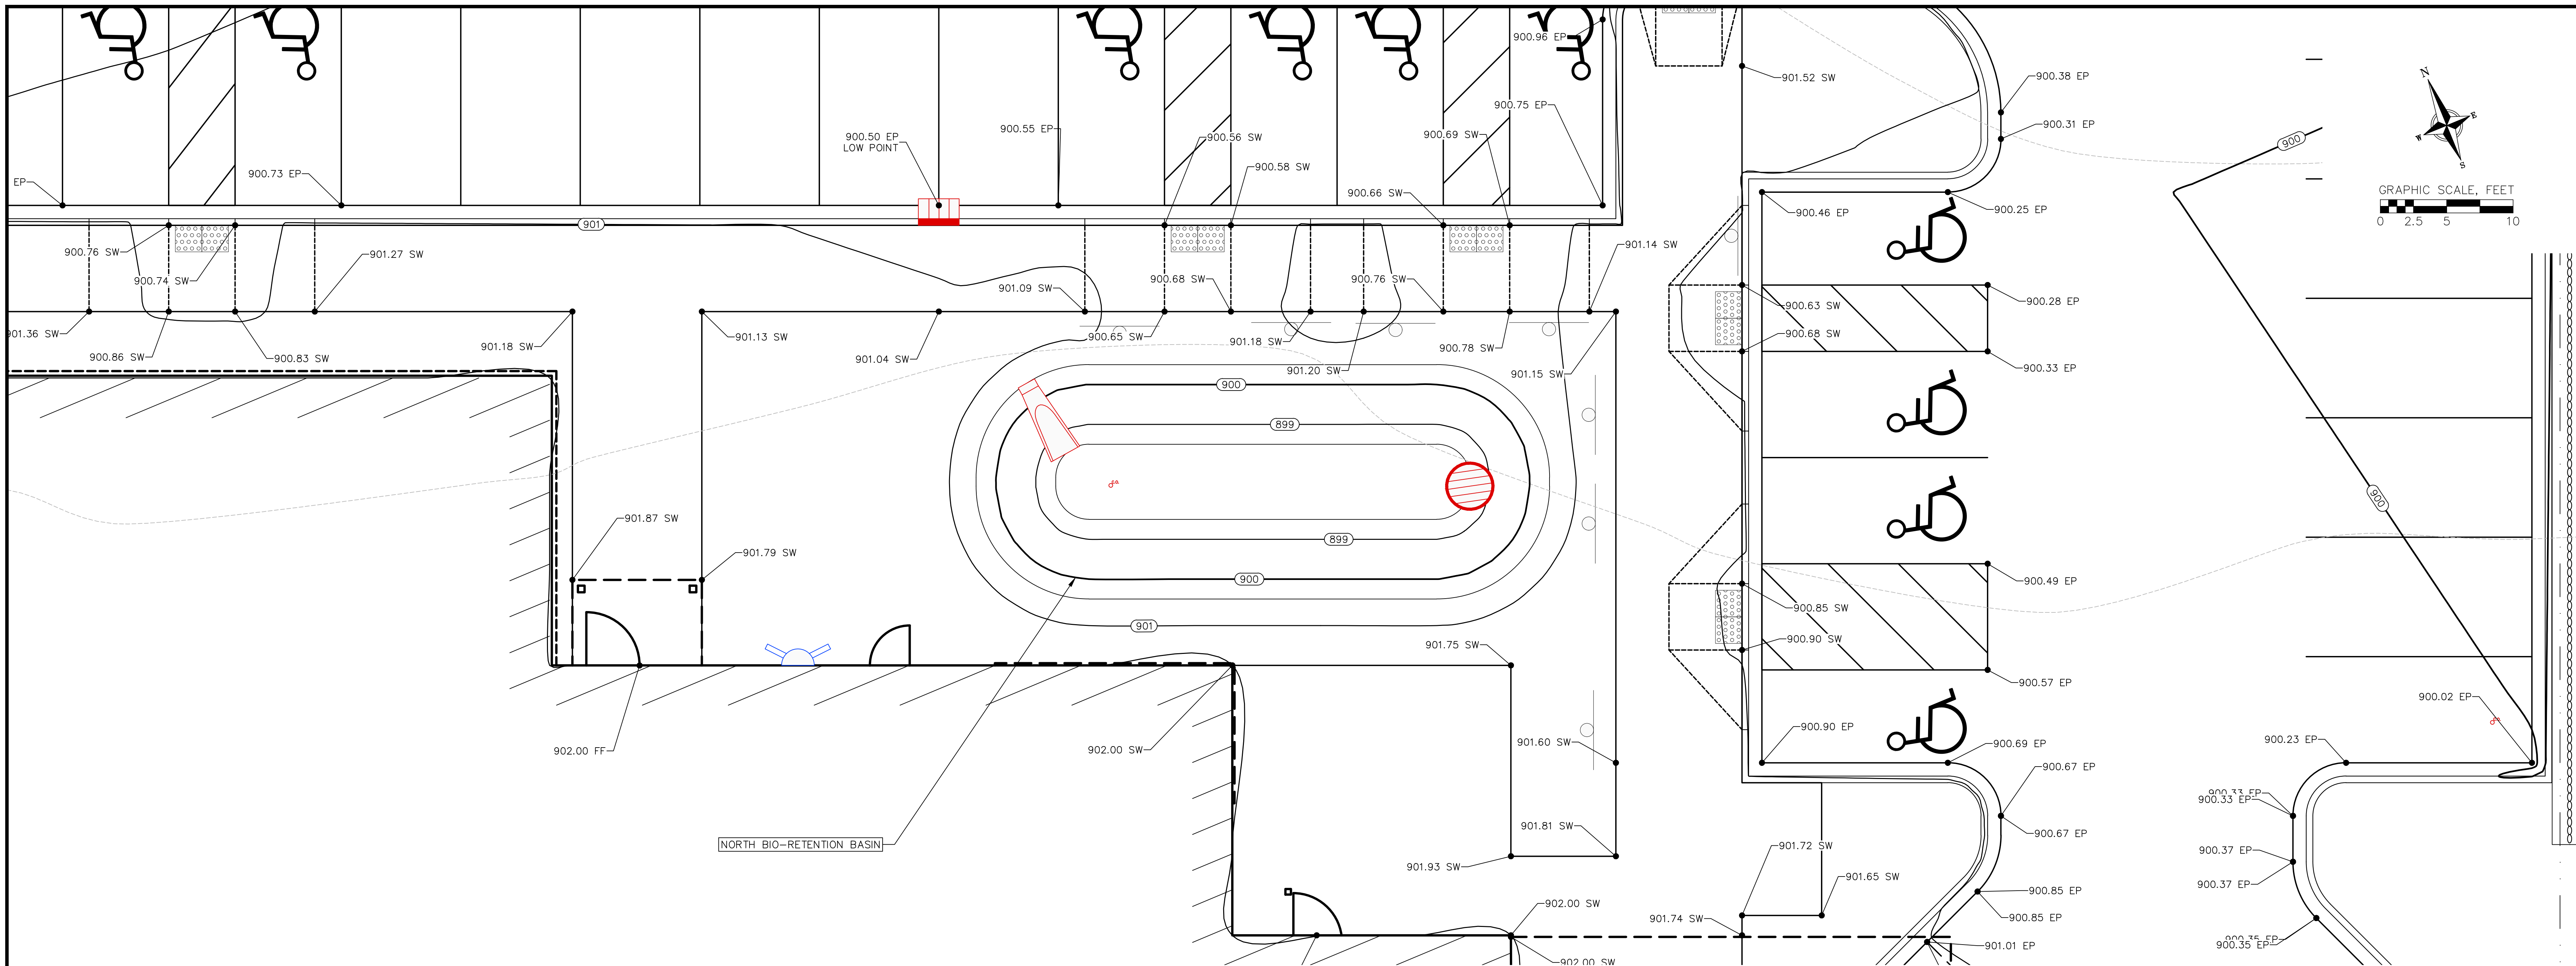 900.96 EP
901.52 SW
900.38 EP
900.31 EP
900
N
E
W
S
GRAPHIC SCALE, FEET
0 2.5 5 10
900.75 EP
900.50 EP
LOW POINT
900.55 EP
900.56 SW
900.69 SW
900.58 SW
EP
900.73 EP
900.66 SW
900.46 EP
900.25 EP
901
900.76 SW
901.27 SW
900.74 SW
901.14 SW
901.09 SW
900.68 SW
900.76 SW
900.28 EP
900.63 SW
901.36 SW
900.86 SW
900.83 SW
901.18 SW
901.13 SW
901.04 SW
900.65 SW
901.18 SW
900.78 SW
900.68 SW
901.20 SW
901.15 SW
900.33 EP
900
899
900
901.87 SW
901.79 SW
899
900
900.49 EP
900.85 SW
901
901.75 SW
900.90 SW
900.57 EP
900.02 EP
902.00 FF
902.00 SW
901.60 SW
900.90 EP
900.69 EP
900.23 EP
900.67 EP
900.33 EP
900.33 EP
901.81 SW
900.67 EP
NORTH BIO-RETENTION BASIN
901.93 SW
901.72 SW
900.37 EP
901.65 SW
900.85 EP
900.37 EP
902.00 SW
901.74 SW
900.85 EP
901.01 EP
900.35 EP
900.35 EP
902.00 SW